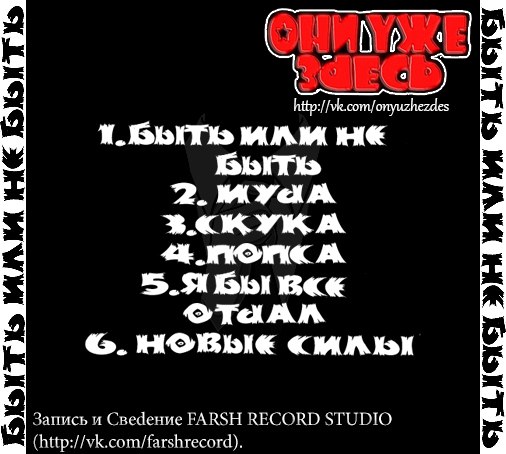 БЫТЬ ИЛИ НЕ БЫТЬ
ОНИ УЖЕ
ЗДЕСЬ
http://vk.com/onyuzhezdes
1.БЫТЬ ИЛИ НЕ
БЫТЬ
2. ИУДА
3.СКУКА
4.ПОПСА
5.Я БЫ ВСЕ
ОТДАЛ
6. НОВЫЕ СИЛЫ
Запись и Сведение FARSH RECORD STUDIO
(http://vk.com/farshrecord).
БЫТЬ ИЛИ НЕ БЫТЬ